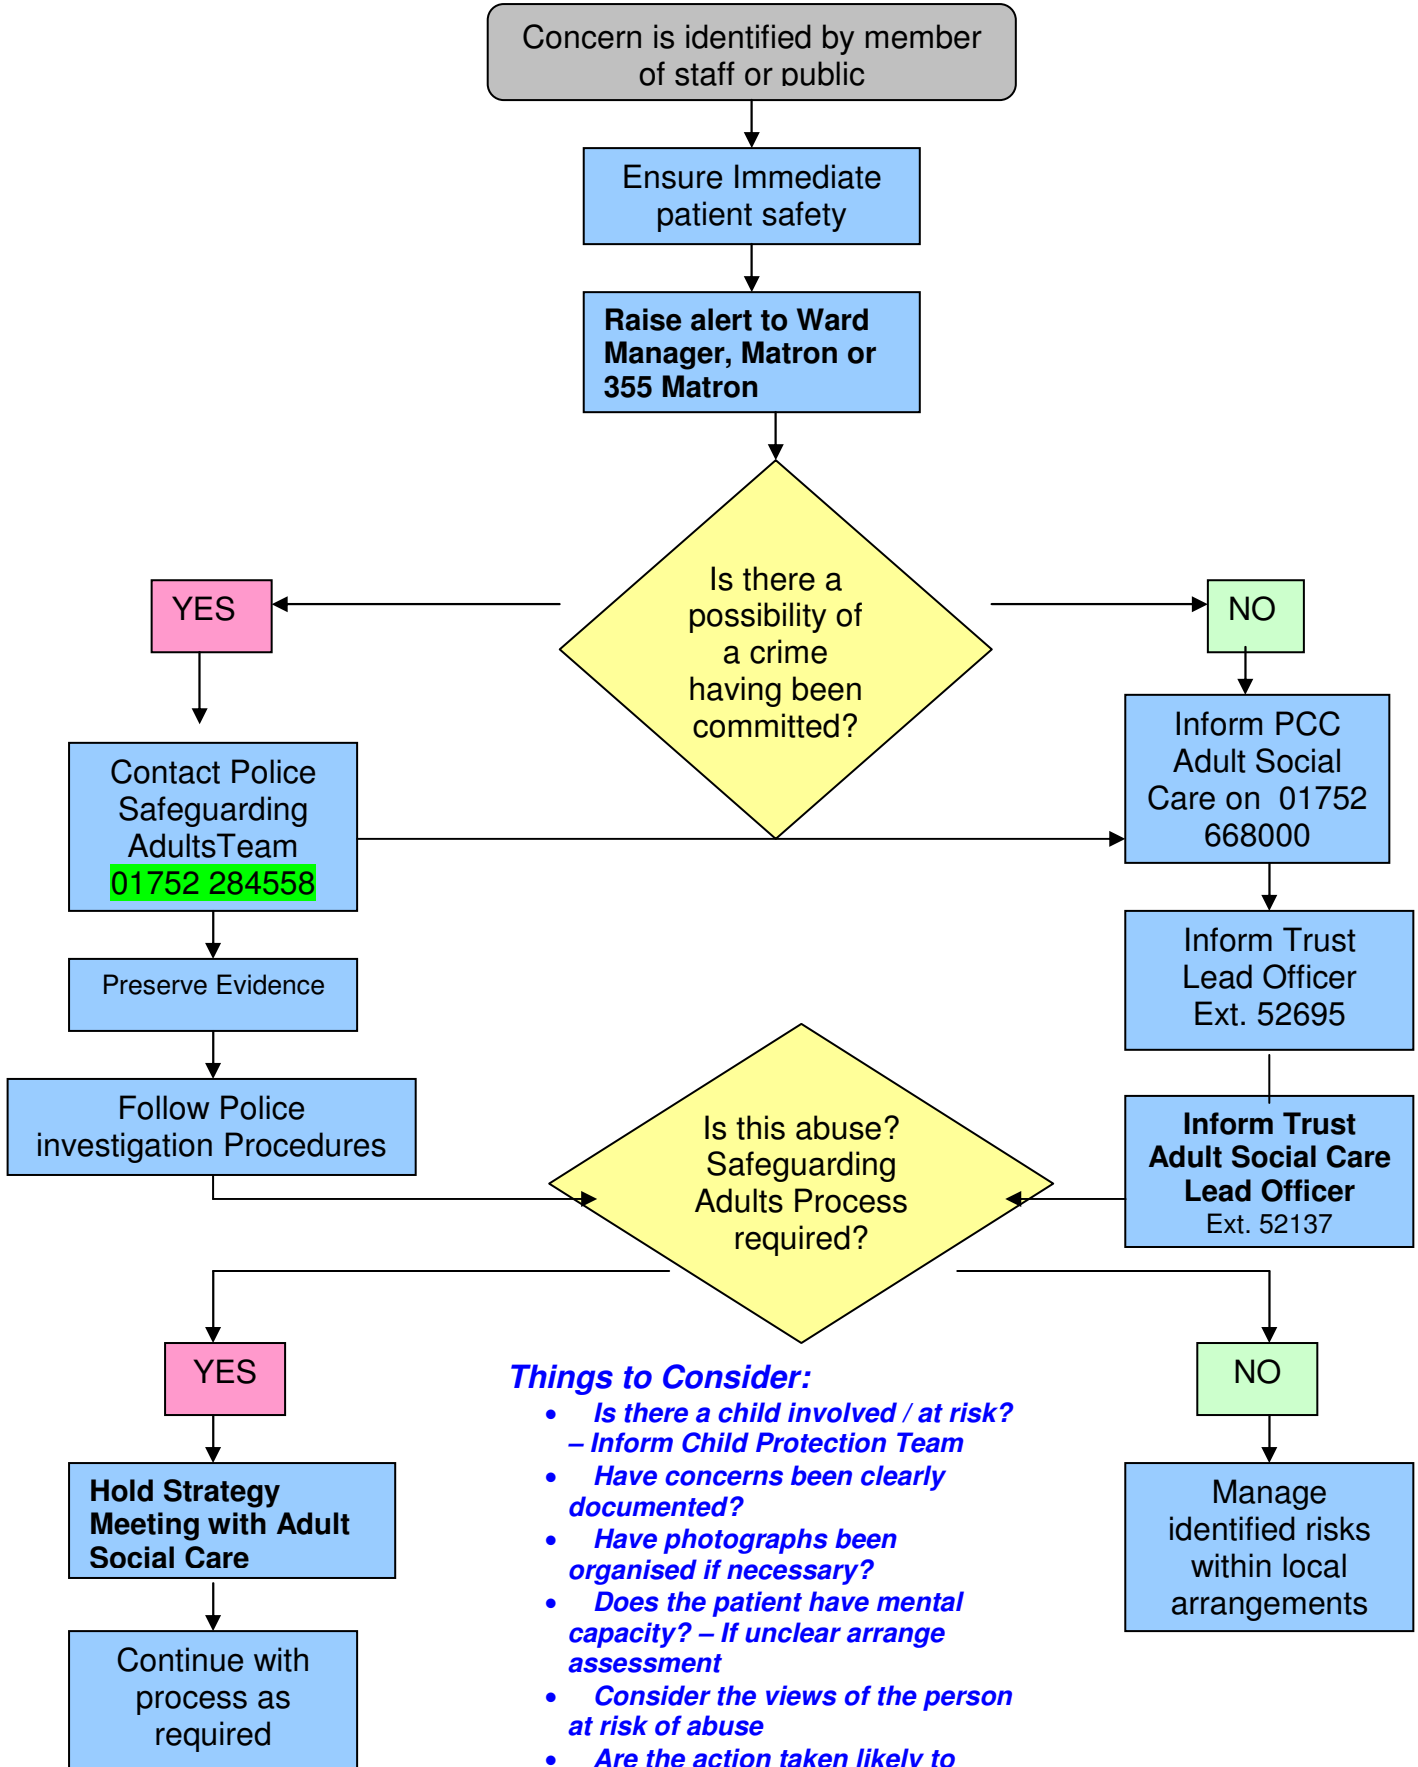 Concern is identified by member
of staff or public
Ensure Immediate
patient safety
Raise alert to Ward
Manager, Matron or
355 Matron
Is there a
possibility of
a crime
having been
committed?
YES
NO
Contact Police
Safeguarding
AdultsTeam
01752 284558
Inform PCC
Adult Social
Care on  01752
668000
Preserve Evidence
Inform Trust
Lead Officer
Ext. 52695
Follow Police
investigation Procedures
Is this abuse?
Safeguarding
Adults Process
required?
Inform Trust
Adult Social Care
Lead Officer
Ext. 52137
YES
NO
Hold Strategy
Meeting with Adult
Social Care
Continue with
process as
required
Things to Consider:
• Is there a child involved / at risk?
– Inform Child Protection Team
• Have concerns been clearly
documented?
• Have photographs been
organised if necessary?
• Does the patient have mental
capacity? – If unclear arrange
assessment
• Consider the views of the person
at risk of abuse
• Are the action taken likely to
Manage
identified risks
within local
arrangements